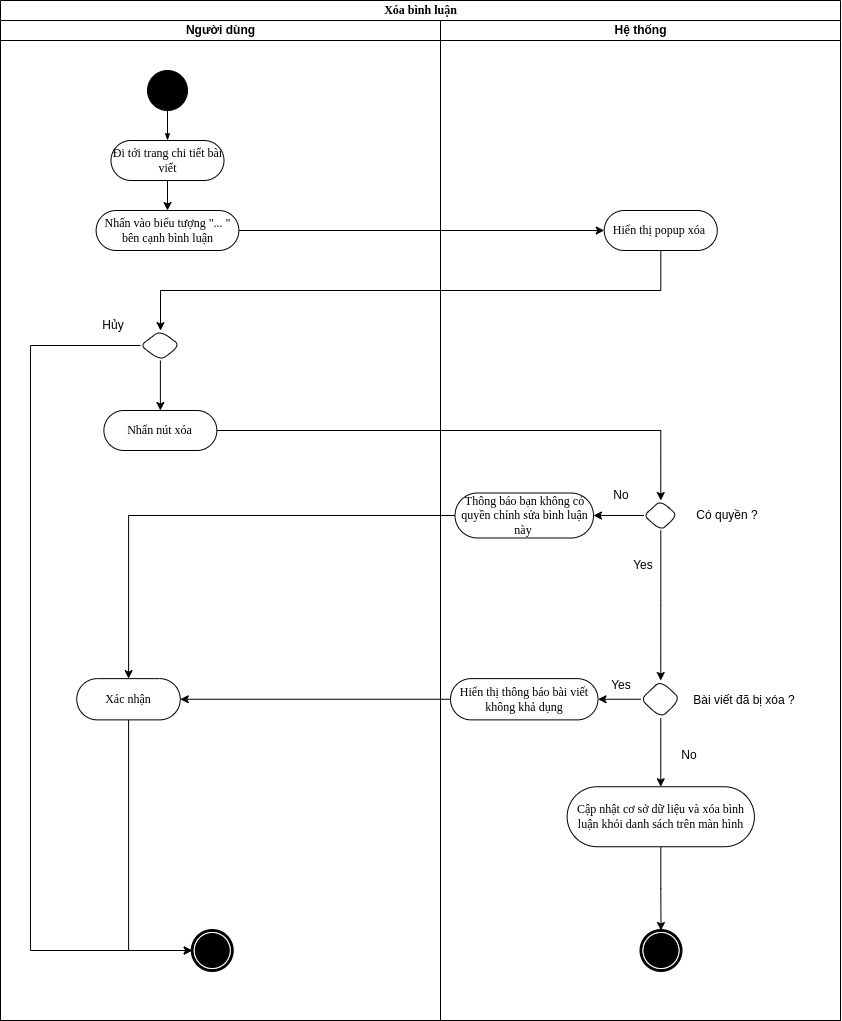 Xóa bình luận
Người dùng
Hệ thống
Đi tới trang chi tiết bài
viết
Nhấn vào biểu tượng "... "
bên cạnh bình luận
Hiển thị popup xóa
Hủy
Nhấn nút xóa
No
Thông báo bạn không có
quyền chỉnh sửa bình luận
này
Có quyền ?
Yes
Xác nhận
Hiển thị thông báo bài viết
không khả dụng
Yes
Bài viết đã bị xóa ?
No
Cập nhật cơ sở dữ liệu và xóa bình
luận khỏi danh sách trên màn hình